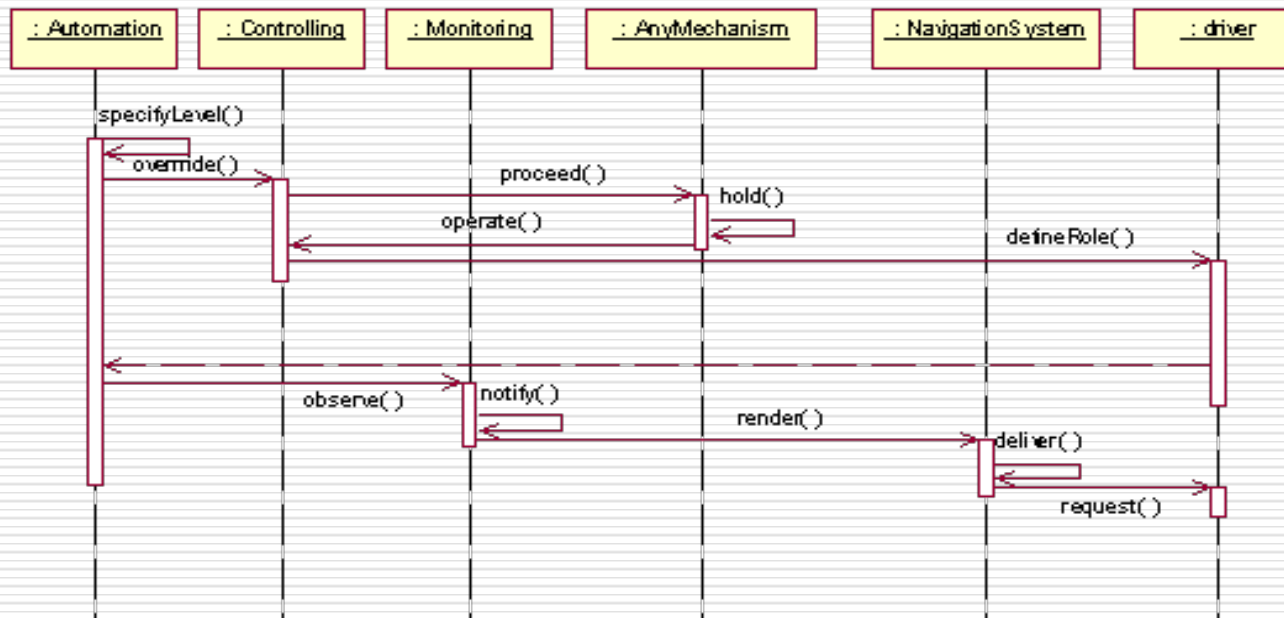 : Automation
: Controlling
: Monitoring
: AnyMechanism
: NavigationSystem
: driver
specifyLevel()
override()
proceed()
hold()
operate()
defineRole()
observe()
notify()
render()
deliver()
request()